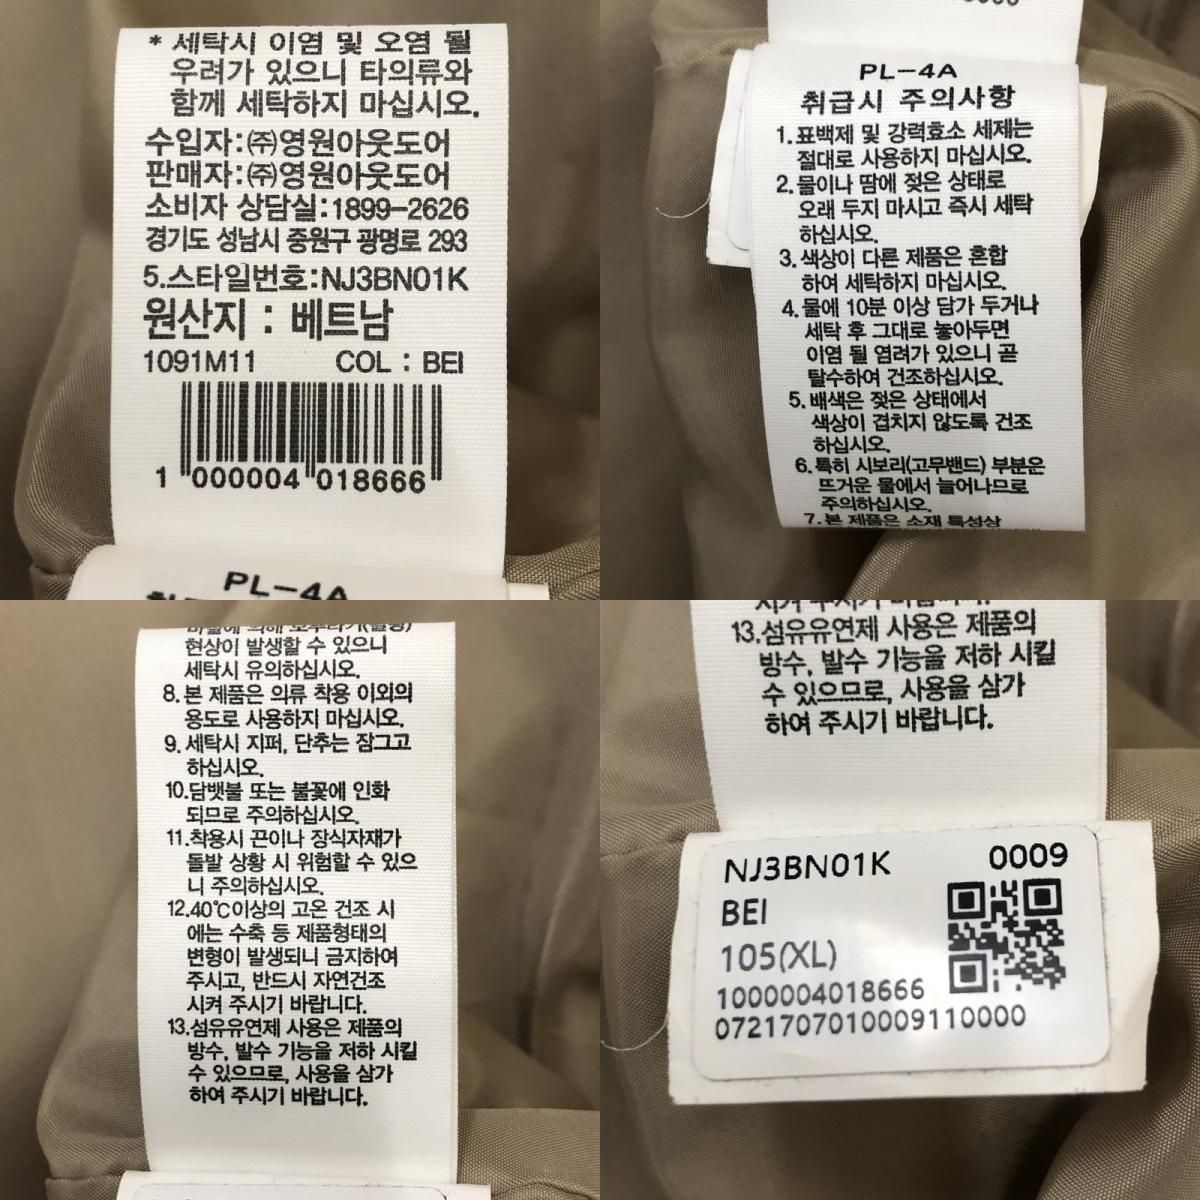 * 세탁시 이염 및 오염 될
우려가 있으니 타의류와
함께 세탁하지 마십시오.
수입자:㈜영원아웃도어
판매자:㈜영원아웃도어
소비자 상담실:1899-2626
경기도 성남시 중원구 광명로 293
5.스타일번호:NJ3BN01K
원산지 : 베트남
1091M11 COL : BEI
1 000004 018666
PL-4A
PL-4A
취급시 주의사항
1.표백제 및 강력효소 세제는
절대로 사용하지 마십시오.
2.물이나 땀에 젖은 상태로
오래 두지 마시고 즉시 세탁
하십시오.
3.색상이 다른 제품은 혼합
하여 세탁하지 마십시오.
4.물에 10분 이상 담가 두거나
세탁 후 그대로 놓아두면
이염 될 염려가 있으니 곧
탈수하여 건조하십시오.
5.배색은 젖은 상태에서
색상이 겹치지 않도록 건조
하십시오.
6.특히 시보리(고무밴드) 부분은
뜨거운 물에서 늘어나므로
주의하십시오.
7.본 제품은 소재 특성상
현상이 발생할 수 있으니
세탁시 유의하십시오.
8.본 제품은 의류 착용 이외의
용도로 사용하지 마십시오.
9.세탁시 지퍼, 단추는 잠그고
하십시오.
10.담뱃불 또는 불꽃에 인화
되므로 주의하십시오.
11.착용시 끈이나 장식자재가
돌발 상황 시 위험할 수 있으
니 주의하십시오.
12.40℃이상의 고온 건조 시
에는 수축 등 제품형태의
변형이 발생되니 금지하여
주시고, 반드시 자연건조
시켜 주시기 바랍니다.
13.섬유유연제 사용은 제품의
방수, 발수 기능을 저하 시킬
수 있으므로, 사용을 삼가
하여 주시기 바랍니다.
13.섬유유연제 사용은 제품의
방수, 발수 기능을 저하 시킬
수 있으므로, 사용을 삼가
하여 주시기 바랍니다.
NJ3BN01K 0009
BEI
105(XL)
1000004018666
0721707010009110000